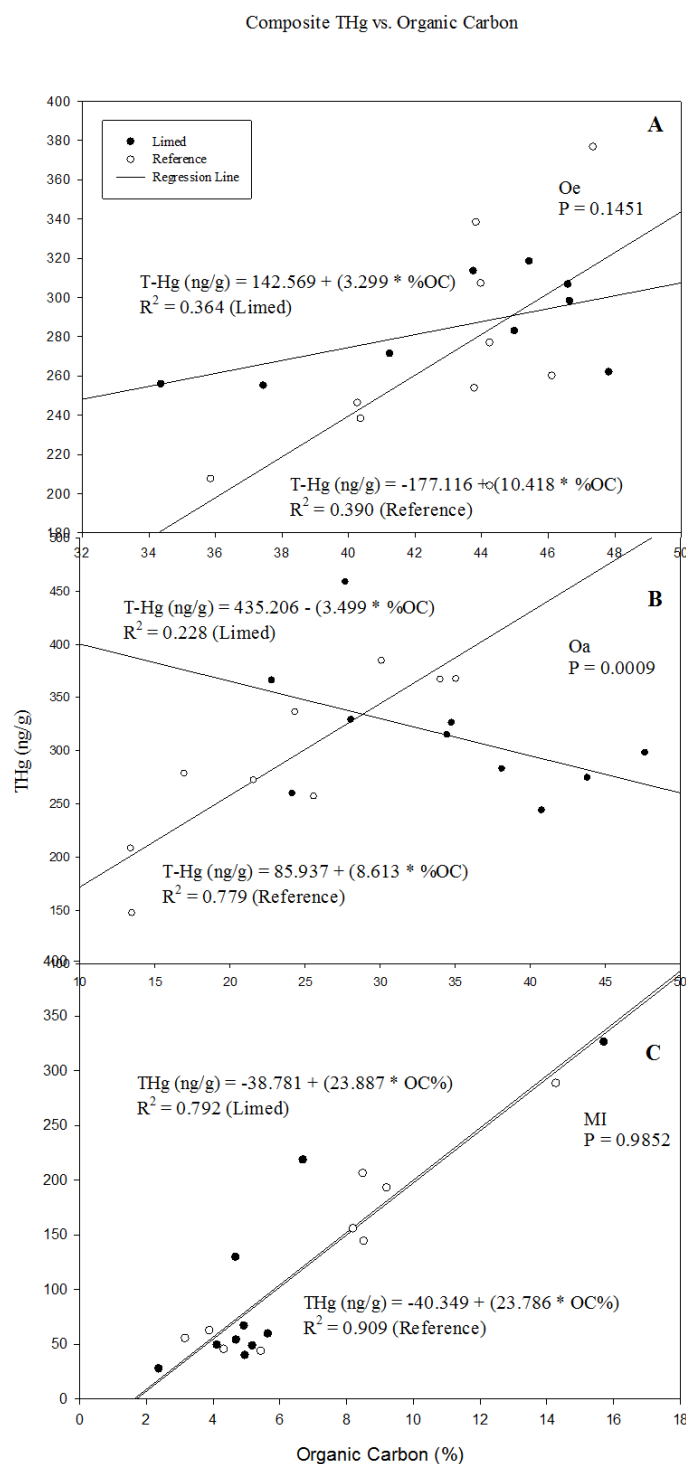 Composite THg vs. Organic Carbon
400
380
360
340
320
300
280
260
240
220
200
180
A
Limed
Reference
Regression Line
Oe
P = 0.1451
T-Hg (ng/g) = 142.569 + (3.299 * %OC)
R² 0.364 (Limed)
T-Hg (ng/g) = -177.116 + (10.418 * %OC)
R² = 0.390 (Reference)
32 34 36 38 40 42 44 46 48 50
500
450
400
350
300
250
200
150
100
THg (ng/g)
T-Hg (ng/g) = 435.206 - (3.499 * %OC)
R² = 0.228 (Limed)
B
Oa
P = 0.0009
T-Hg (ng/g) = 85.937 + (8.613 * %OC)
R² = 0.779 (Reference)
10 15 20 25 30 35 40 45 50
400
350
300
250
200
150
100
50
0
C
THg (ng/g) = -38.781 + (23.887 * OC%)
R² = 0.792 (Limed)
MI
P = 0.9852
THg (ng/g) = -40.349 + (23.786 * OC%)
R² = 0.909 (Reference)
0 2 4 6 8 10 12 14 16 18
Organic Carbon (%)